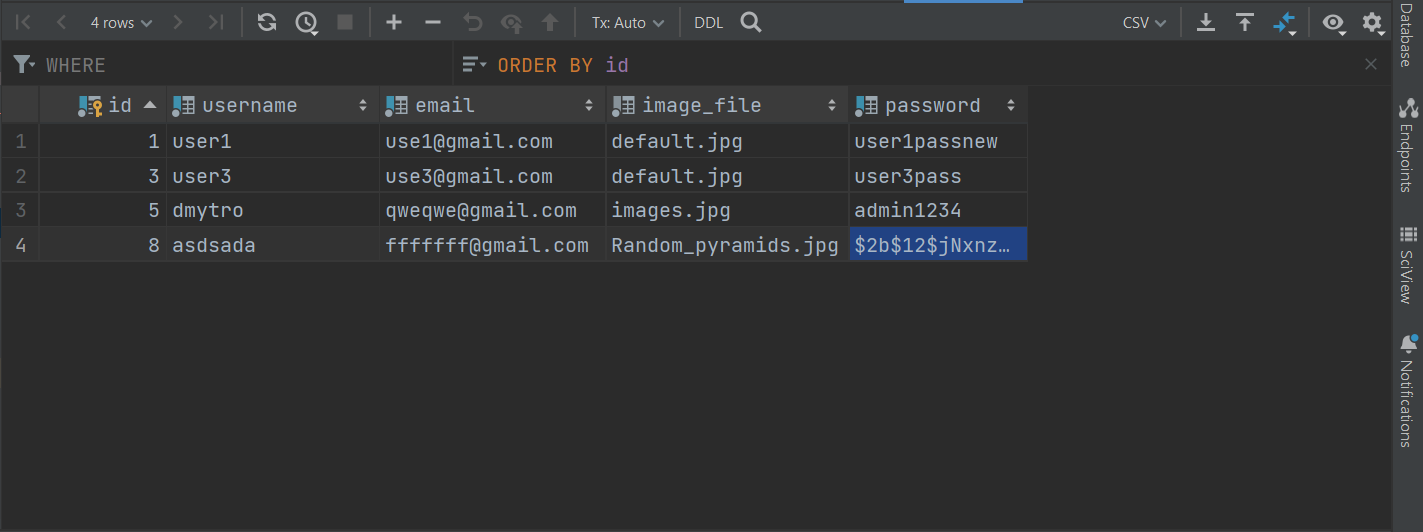 4 rows Tx: Auto DDL CSV
WHERE ORDER BY id
id username email image_file password
1 1 user1 use1@gmail.com default.jpg user1passnew
2 3 user3 use3@gmail.com default.jpg user3pass
3 5 dmytro qweqwe@gmail.com images.jpg admin1234
4 8 asdsada fffffff@gmail.com Random_pyramids.jpg $2b$12$jNxnz…
Database
Endpoints
SciView
Notifications